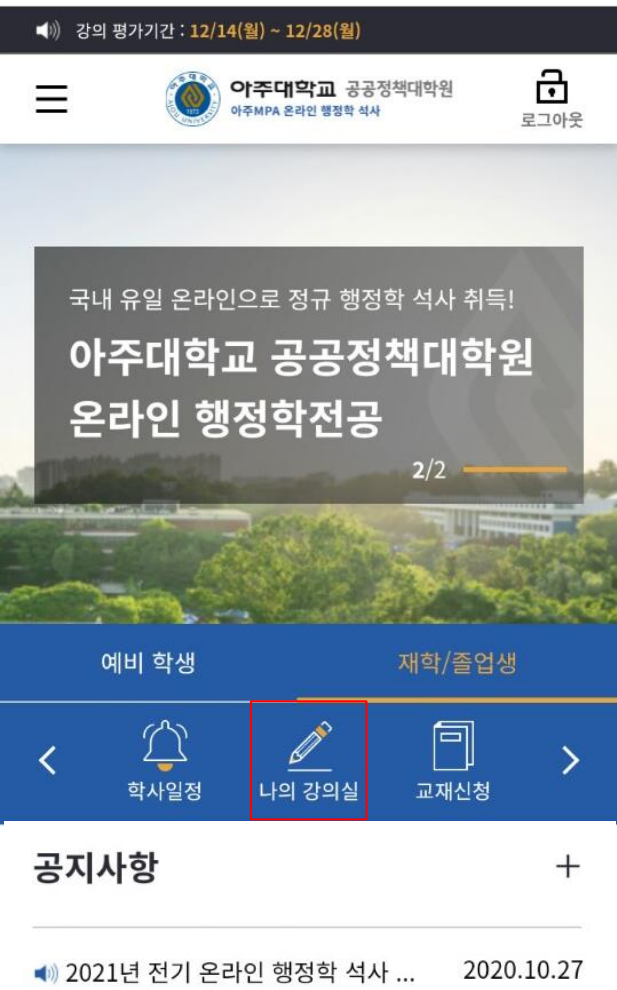 강의 평가기간 : 12/14(월) ~ 12/28(월)
아주대학교 공공정책대학원
아주MPA 온라인 행정학 석사
로그아웃
국내 유일 온라인으로 정규 행정학 석사 취득!
아주대학교 공공정책대학원
온라인 행정학전공
2/2
예비 학생 재학/졸업생
학사일정 나의 강의실 교재신청
공지사항
2021년 전기 온라인 행정학 석사 ... 2020.10.27